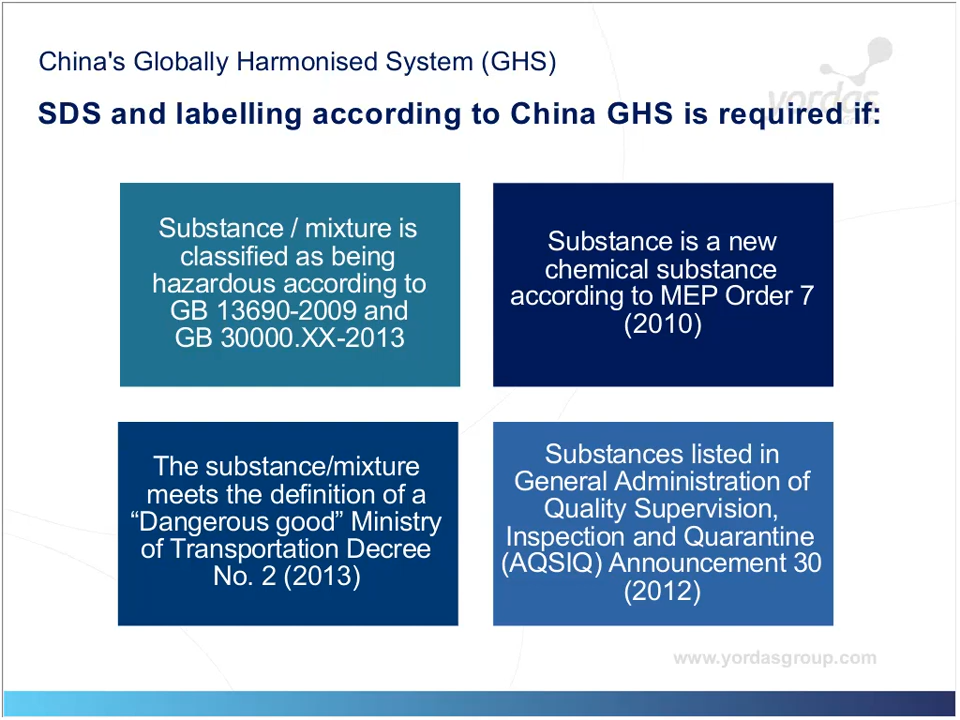 China's Globally Harmonised System (GHS)
yordas
SDS and labelling according to China GHS is required if:
Substance / mixture is
classified as being
hazardous according to
GB 13690-2009 and
GB 30000.XX-2013
Substance is a new
chemical substance
according to MEP Order 7
(2010)
The substance/mixture
meets the definition of a
“Dangerous good” Ministry
of Transportation Decree
No. 2 (2013)
Substances listed in
General Administration of
Quality Supervision,
Inspection and Quarantine
(AQSIQ) Announcement 30
(2012)
www.yordasgroup.com